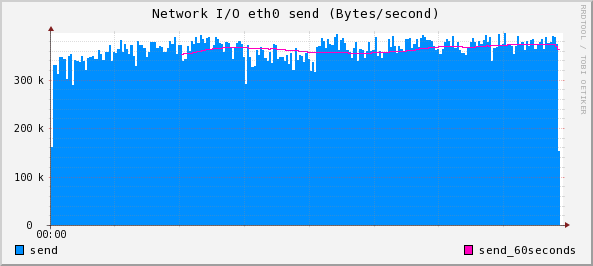 Network I/O eth0 send (Bytes/second)
RRDTOOL / TOBI OETIKER
300 k
200 k
100 k
0
00:00
send
send_60seconds